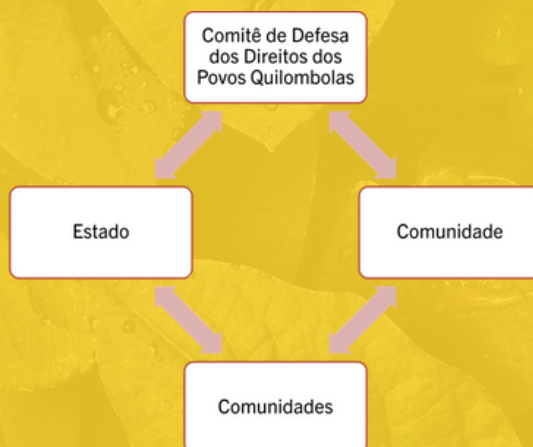 Comitê de Defesa
dos Direitos dos
Povos Quilombolas
Estado
Comunidade
Comunidades